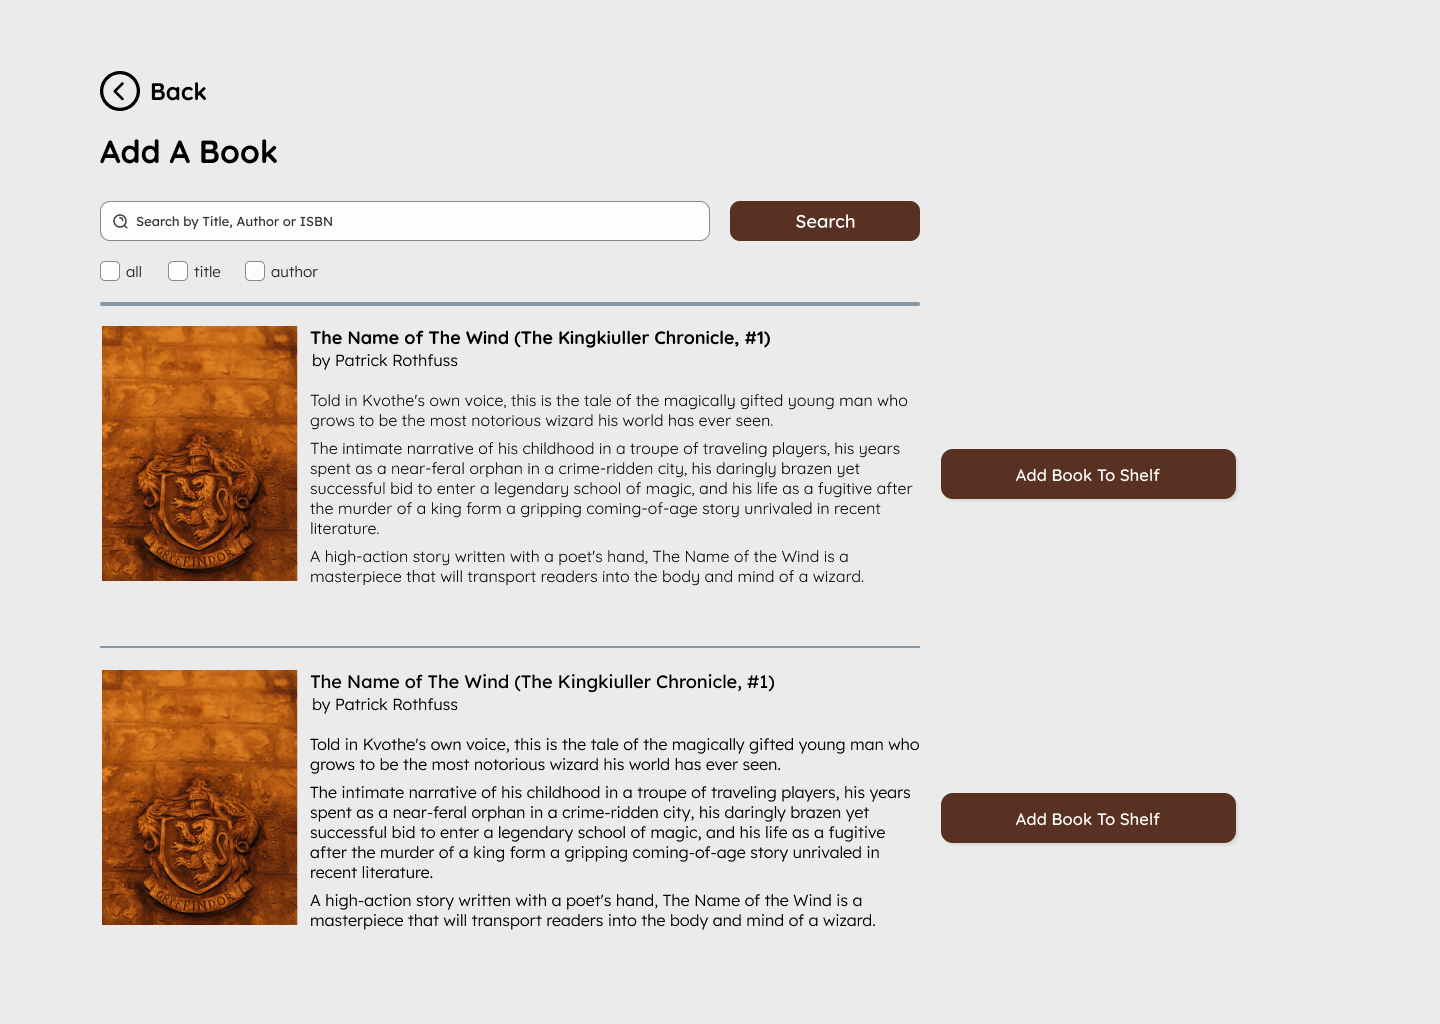 Back
Add A Book
Search by Title, Author or ISBN
Search
all
title
author
The Name of The Wind (The Kingkiuller Chronicle, #1)
by Patrick Rothfuss
Told in Kvothe's own voice, this is the tale of the magically gifted young man who
grows to be the most notorious wizard his world has ever seen.
The intimate narrative of his childhood in a troupe of traveling players, his years
spent as a near-feral orphan in a crime-ridden city, his daringly brazen yet
successful bid to enter a legendary school of magic, and his life as a fugitive after
the murder of a king form a gripping coming-of-age story unrivaled in recent
literature.
A high-action story written with a poet's hand, The Name of the Wind is a
masterpiece that will transport readers into the body and mind of a wizard.
GRYFFINDOR
Add Book To Shelf
The Name of The Wind (The Kingkiuller Chronicle, #1)
by Patrick Rothfuss
Told in Kvothe's own voice, this is the tale of the magically gifted young man who
grows to be the most notorious wizard his world has ever seen.
The intimate narrative of his childhood in a troupe of traveling players, his years
spent as a near-feral orphan in a crime-ridden city, his daringly brazen yet
successful bid to enter a legendary school of magic, and his life as a fugitive
after the murder of a king form a gripping coming-of-age story unrivaled in
recent literature.
A high-action story written with a poet's hand, The Name of the Wind is a
masterpiece that will transport readers into the body and mind of a wizard.
GRYFFINDOR
Add Book To Shelf